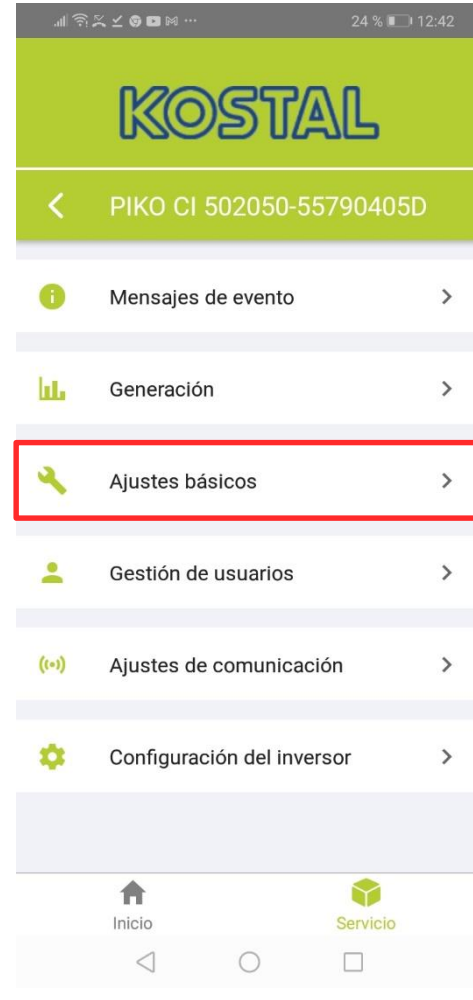 24 % 12:42
KOSTAL
PIKO CI 502050-55790405D
Mensajes de evento
Generación
Ajustes básicos
Gestión de usuarios
Ajustes de comunicación
Configuración del inversor
Inicio
Servicio